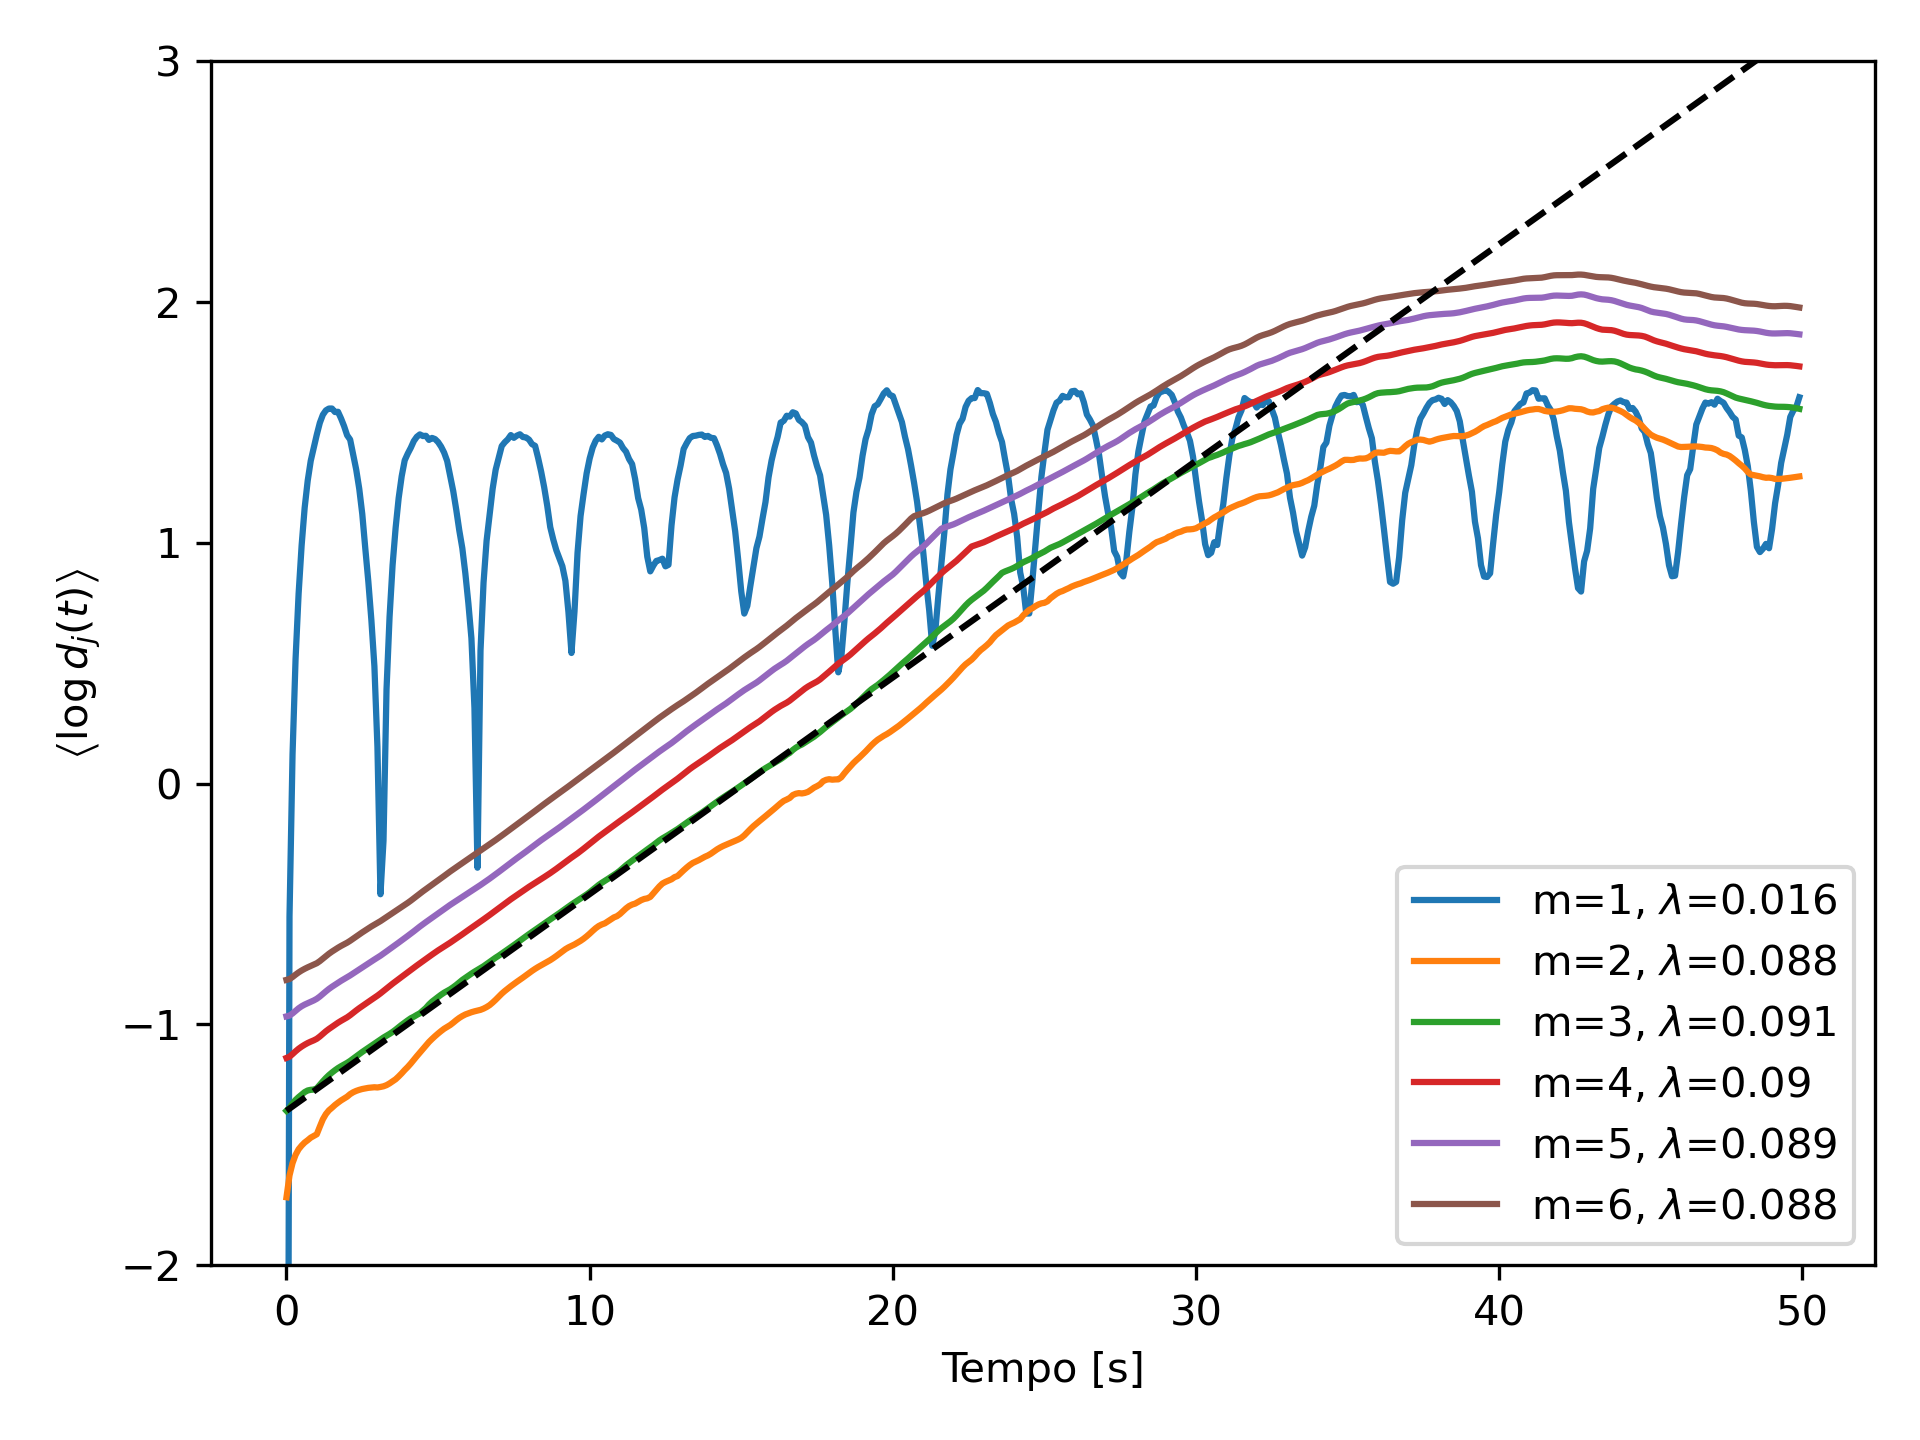 3
2
1
0
−1
−2
⟨log d_j(t)⟩
0 10 20 30 40 50
Tempo [s]
m=1, λ=0.016
m=2, λ=0.088
m=3, λ=0.091
m=4, λ=0.09
m=5, λ=0.089
m=6, λ=0.088